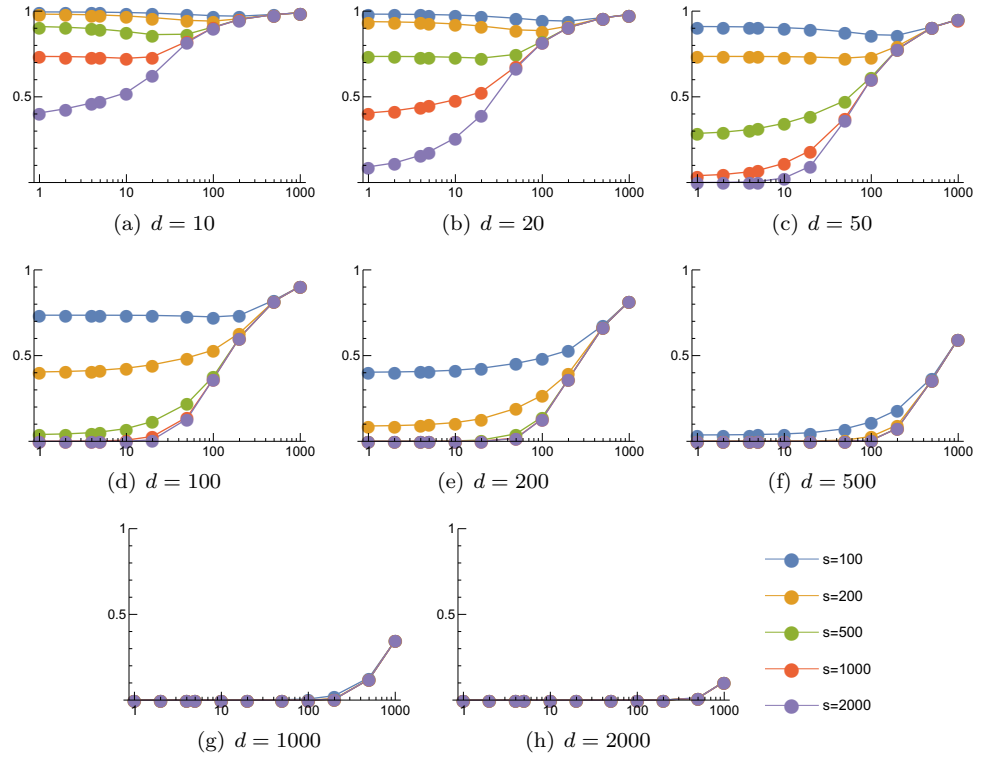 1
0.5
1 10 100 1000
(a) d = 10
1
0.5
1 10 100 1000
(b) d = 20
1
0.5
1 10 100 1000
(c) d = 50
1
0.5
1 10 100 1000
(d) d = 100
1
0.5
1 10 100 1000
(e) d = 200
1
0.5
1 10 100 1000
(f) d = 500
1
0.5
1 10 100 1000
(g) d = 1000
1
0.5
1 10 100 1000
(h) d = 2000
s=100
s=200
s=500
s=1000
s=2000